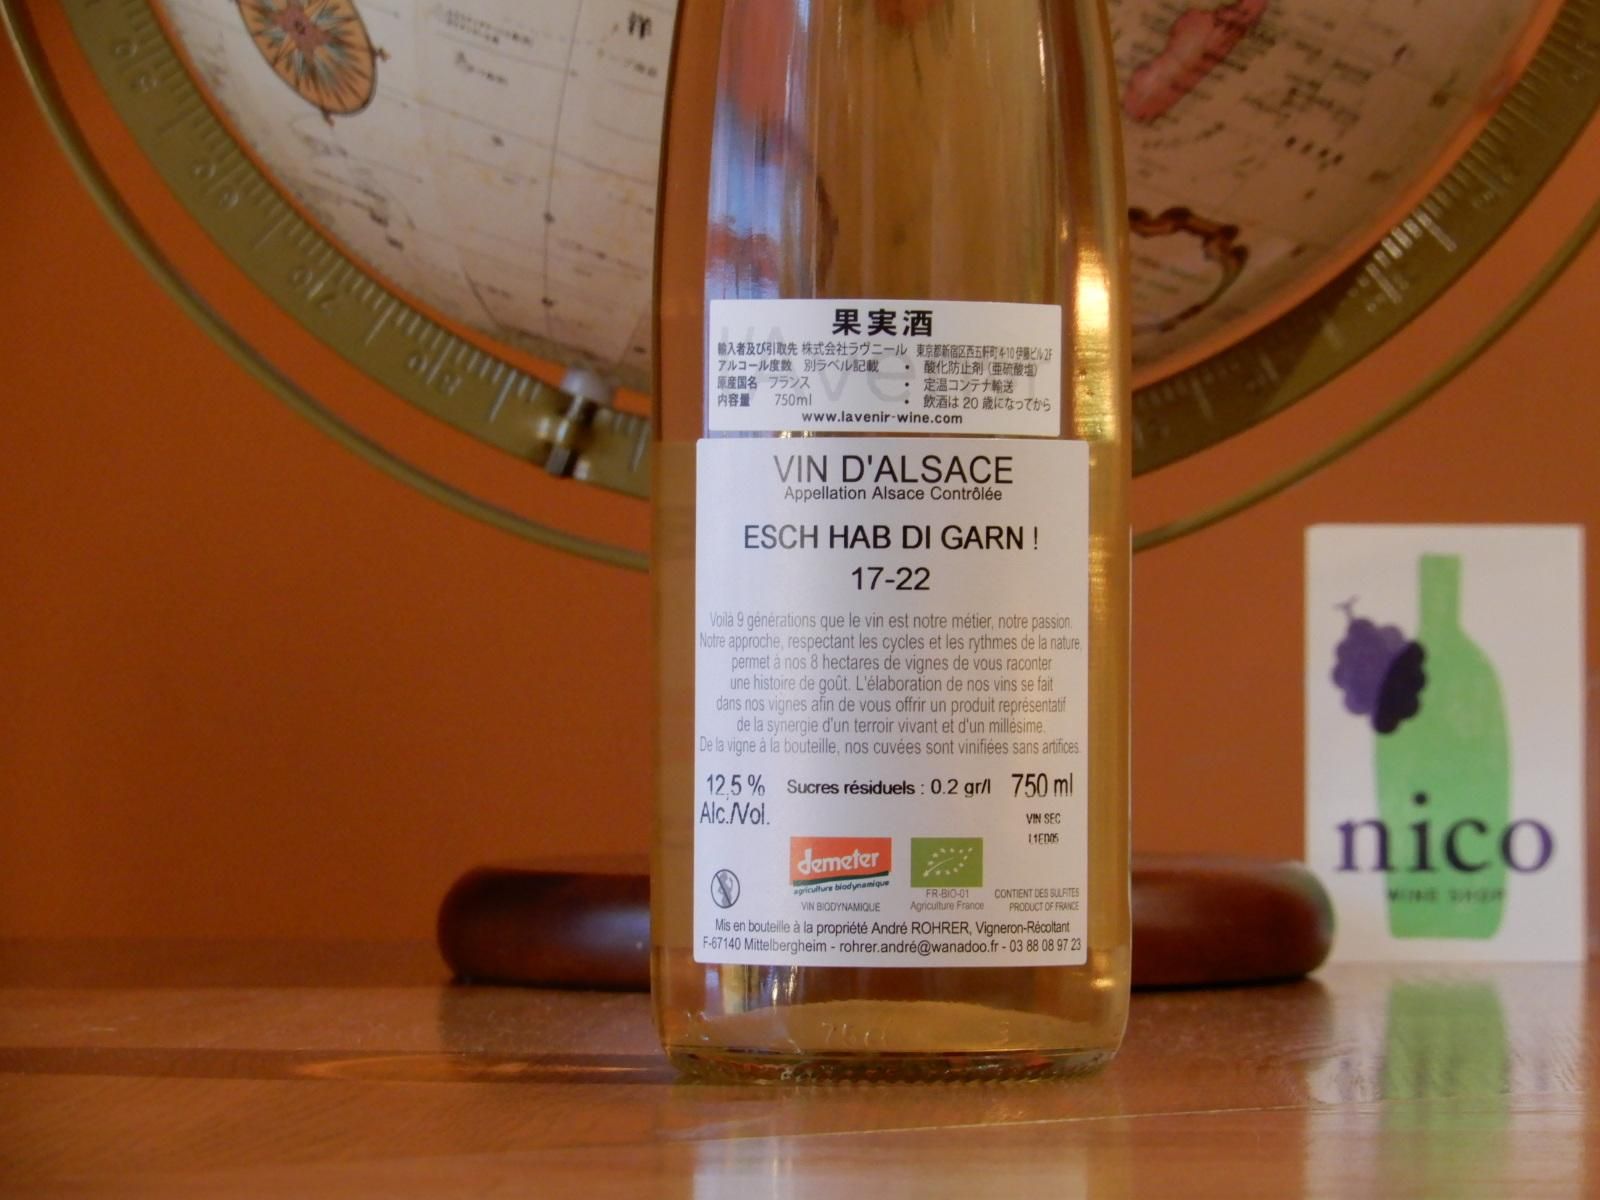 果実酒
輸入者及び引取先 株式会社ラヴニール 東京都新宿区西五軒町4-10 伊藤ビル2F
アルコール度数 別ラベル記載 ・ 酸化防止剤（亜硫酸塩）
原産国名 フランス ・ 定温コンテナ輸送
内容量 750ml ・ 飲酒は20歳になってから
www.lavenir-wine.com
VIN D'ALSACE
Appellation Alsace Contrôlée
ESCH HAB DI GARN !
17-22
Voilà 9 générations que le vin est notre métier, notre passion.
Notre approche, respectant les cycles et les rythmes de la nature,
permet à nos 8 hectares de vignes de vous raconter
une histoire de goût. L'élaboration de nos vins se fait
dans nos vignes afin de vous offrir un produit représentatif
de la synergie d'un terroir vivant et d'un millésime.
De la vigne à la bouteille, nos cuvées sont vinifiées sans artifices.
12,5 % Sucres résiduels : 0.2 gr/l 750 ml
Alc./Vol.
VIN SEC
L1ED05
demeter
agriculture biodynamique
VIN BIODYNAMIQUE
FR-BIO-01
Agriculture France
CONTIENT DES SULFITES
PRODUCT OF FRANCE
Mis en bouteille à la propriété André ROHRER, Vigneron-Récoltant
F-67140 Mittelbergheim - rohrer.andré@wanadoo.fr - 03 88 08 97 23
75cl
nico
WINE SHOP
洋